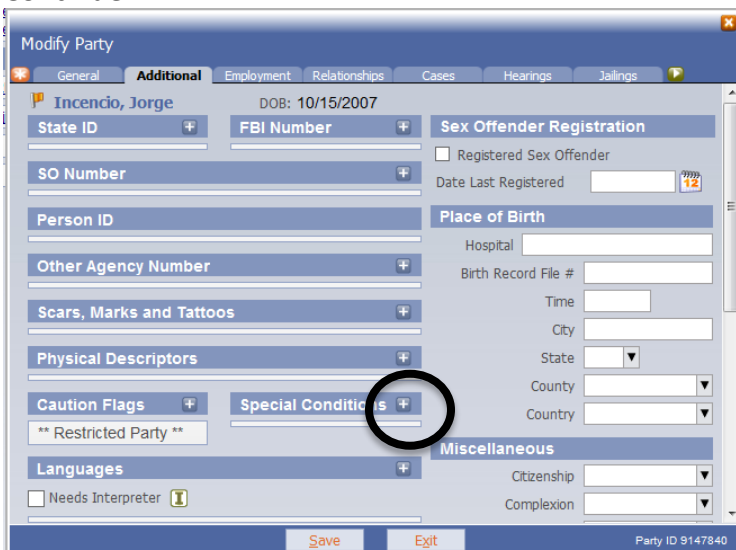 Modify Party
General Additional Employment Relationships Cases Hearings Jailings
Incencio, Jorge DOB: 10/15/2007
State ID FBI Number
SO Number
Person ID
Other Agency Number
Scars, Marks and Tattoos
Physical Descriptors
Caution Flags Special Conditions
** Restricted Party **
Languages
Needs Interpreter I
Sex Offender Registration
Registered Sex Offender
Date Last Registered 12
Place of Birth
Hospital
Birth Record File #
Time
City
State
County
Country
Miscellaneous
Citizenship
Complexion
Save Exit Party ID 9147840